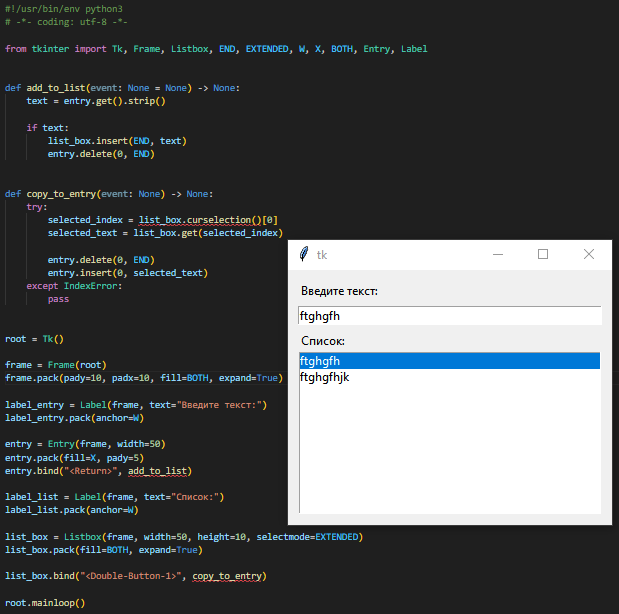 #!/usr/bin/env python3
# -*- coding: utf-8 -*-
from tkinter import Tk, Frame, Listbox, END, EXTENDED, W, X, BOTH, Entry, Label
def add_to_list(event: None = None) -> None:
    text = entry.get().strip()
    if text:
        list_box.insert(END, text)
        entry.delete(0, END)
def copy_to_entry(event: None) -> None:
    try:
        selected_index = list_box.curselection()[0]
        selected_text = list_box.get(selected_index)
        entry.delete(0, END)
        entry.insert(0, selected_text)
    except IndexError:
        pass
root = Tk()
frame = Frame(root)
frame.pack(pady=10, padx=10, fill=BOTH, expand=True)
label_entry = Label(frame, text="Введите текст:")
label_entry.pack(anchor=W)
entry = Entry(frame, width=50)
entry.pack(fill=X, pady=5)
entry.bind("<Return>", add_to_list)
label_list = Label(frame, text="Список:")
label_list.pack(anchor=W)
list_box = Listbox(frame, width=50, height=10, selectmode=EXTENDED)
list_box.pack(fill=BOTH, expand=True)
list_box.bind("<Double-Button-1>", copy_to_entry)
root.mainloop()
tk
Введите текст:
ftghgfh
Список:
ftghgfh
ftghgfhjk